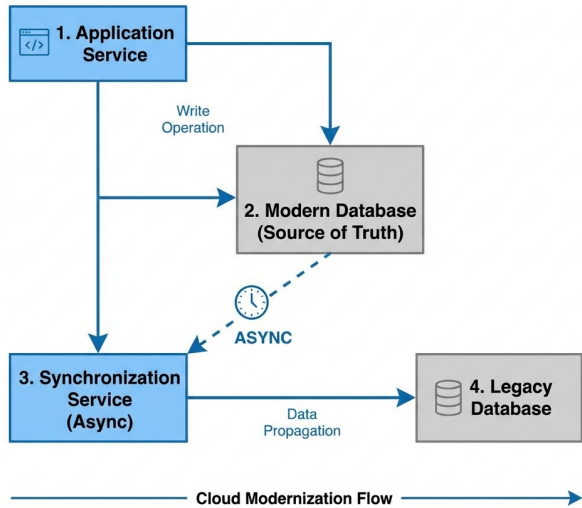 1. Application
Service
Write
Operation
2. Modern Database
(Source of Truth)
ASYNC
3. Synchronization
Service
(Async)
Data
Propagation
4. Legacy
Database
Cloud Modernization Flow